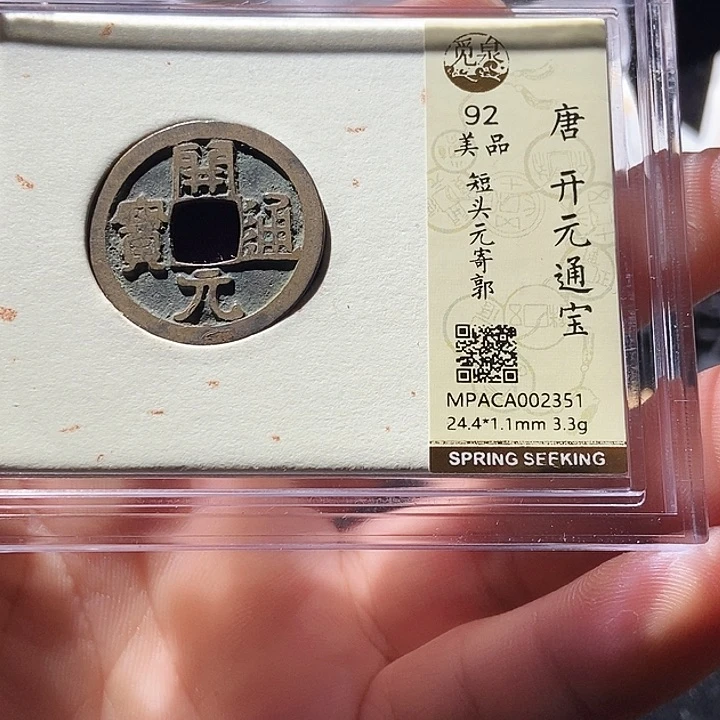 開元通寶
觅泉
92
美品
短头元寄郭
唐 开元通宝
MPACA002351
24.4*1.1mm 3.3g
SPRING SEEKING